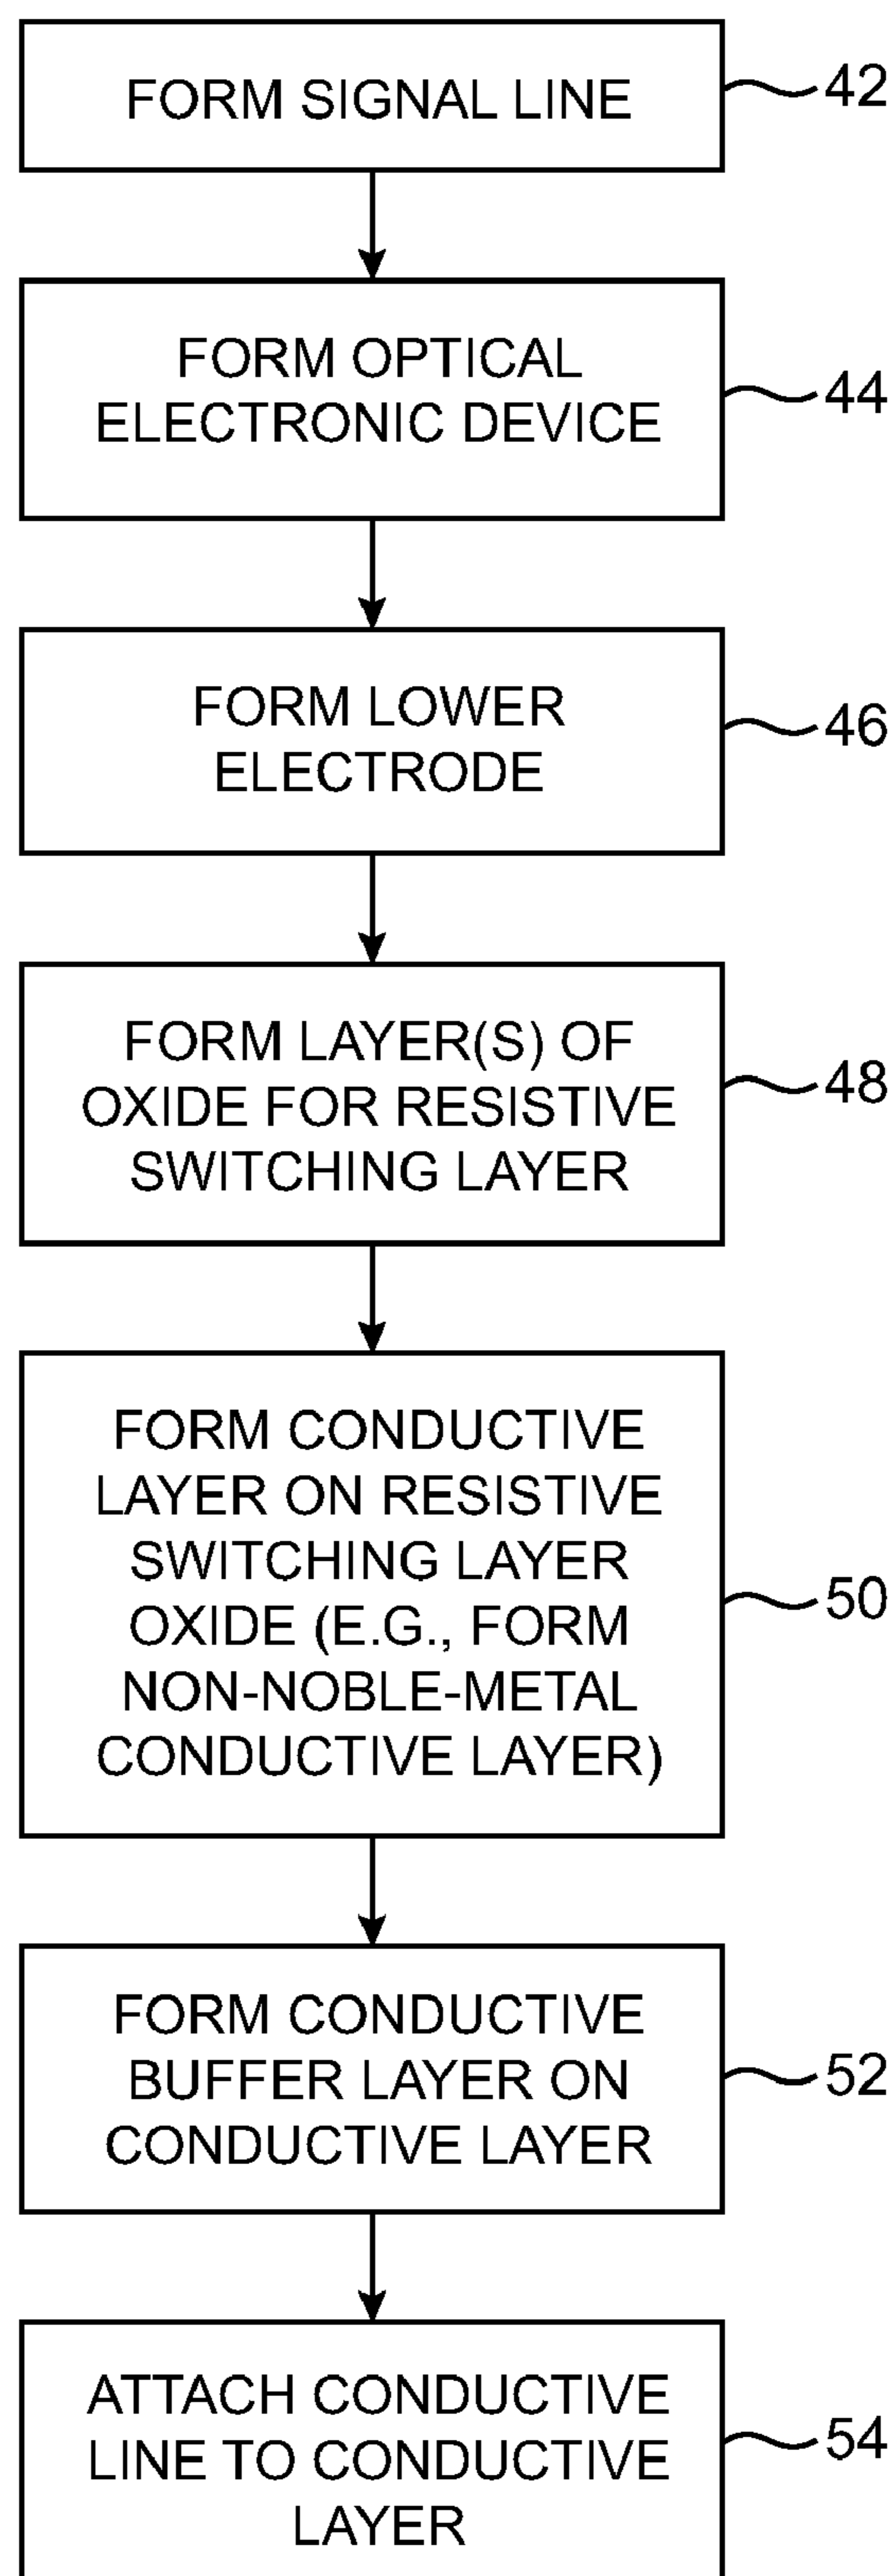 FORM SIGNAL LINE
42
FORM OPTICAL
ELECTRONIC DEVICE
44
FORM LOWER
ELECTRODE
46
FORM LAYER(S) OF
OXIDE FOR RESISTIVE
SWITCHING LAYER
48
FORM CONDUCTIVE
LAYER ON RESISTIVE
SWITCHING LAYER
OXIDE (E.G., FORM
NON-NOBLE-METAL
CONDUCTIVE LAYER)
50
FORM CONDUCTIVE
BUFFER LAYER ON
CONDUCTIVE LAYER
52
ATTACH CONDUCTIVE
LINE TO CONDUCTIVE
LAYER
54